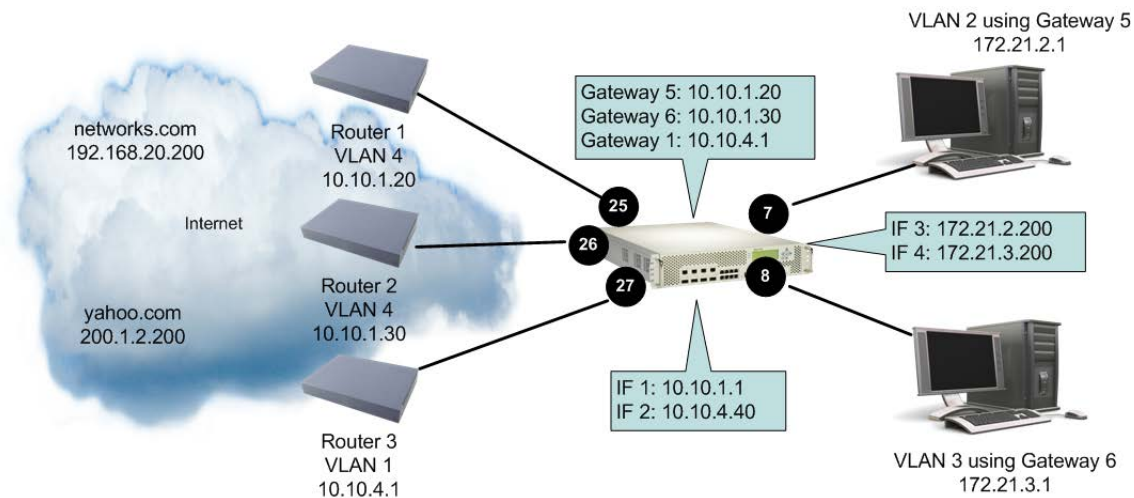 VLAN 2 using Gateway 5
172.21.2.1
networks.com
192.168.20.200
Router 1
VLAN 4
10.10.1.20
Gateway 5: 10.10.1.20
Gateway 6: 10.10.1.30
Gateway 1: 10.10.4.1
Internet
25
7
26
IF 3: 172.21.2.200
IF 4: 172.21.3.200
27
8
Router 2
VLAN 4
10.10.1.30
yahoo.com
200.1.2.200
IF 1: 10.10.1.1
IF 2: 10.10.4.40
Router 3
VLAN 1
10.10.4.1
VLAN 3 using Gateway 6
172.21.3.1